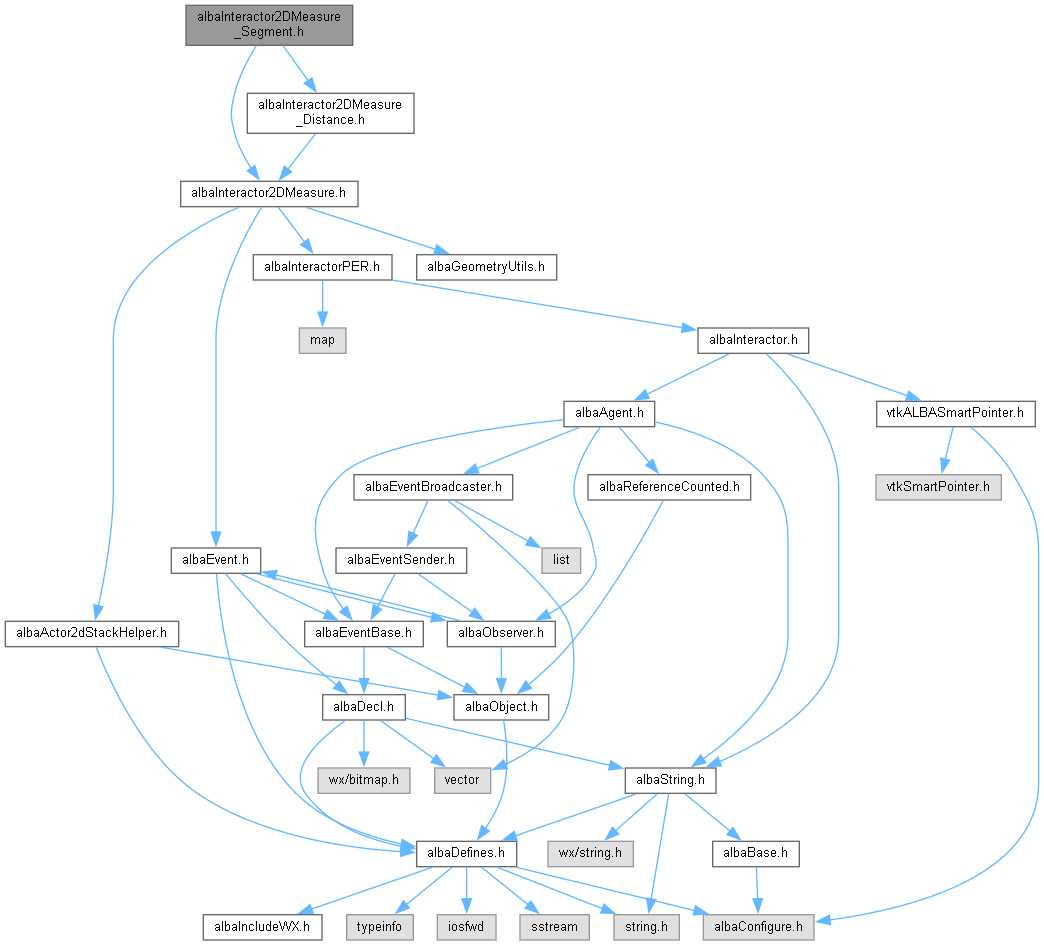 albaInteractor2DMeasure
_Segment.h
albaInteractor2DMeasure
_Distance.h
albaInteractor2DMeasure.h
albaInteractorPER.h
albaGeometryUtils.h
map
albaInteractor.h
albaAgent.h
vtkALBASmartPointer.h
albaEventBroadcaster.h
albaReferenceCounted.h
vtkSmartPointer.h
albaEvent.h
albaEventSender.h
list
albaActor2dStackHelper.h
albaEventBase.h
albaObserver.h
albaDecl.h
albaObject.h
wx/bitmap.h
vector
albaString.h
albaDefines.h
wx/string.h
albaBase.h
albaIncludeWX.h
typeinfo
iosfwd
sstream
string.h
albaConfigure.h